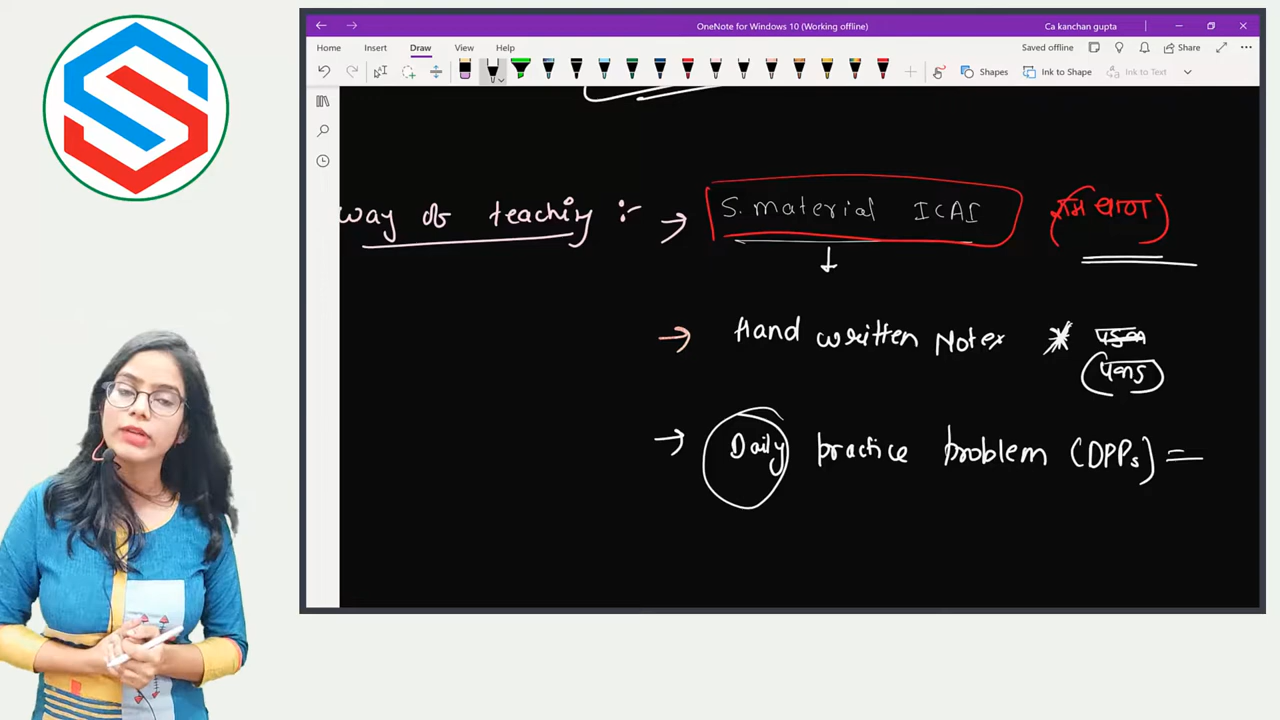 OneNote for Windows 10 (Working offline)
Ca kanchan gupta
Home Insert Draw View Help
Saved offline
Share
Shapes
Ink to Shape
Ink to Text
way of teaching :- → S. material ICAI
→ Hand written Notes
→ Daily practice problem (DPPs) =